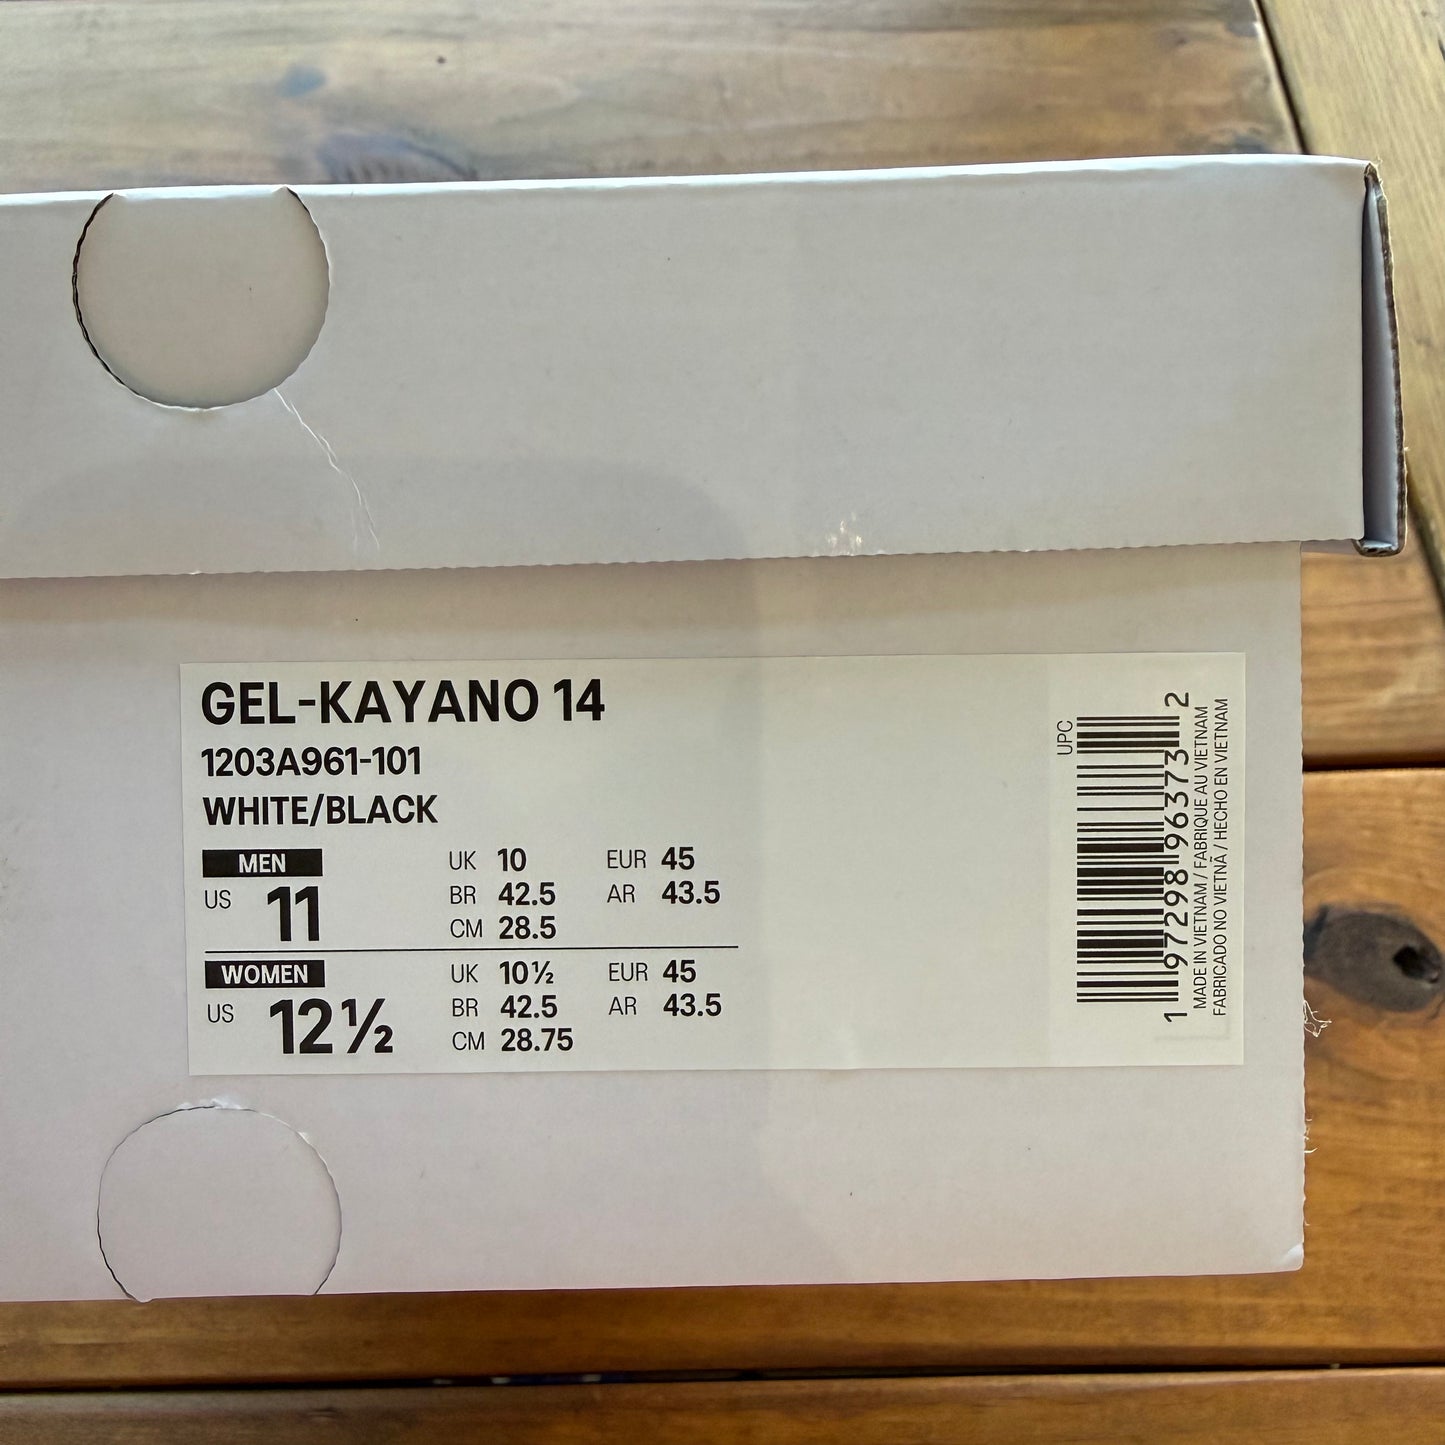 GEL-KAYANO 14
1203A961-101
WHITE/BLACK
MEN
US 11
UK 10 EUR 45
BR 42.5 AR 43.5
CM 28.5
WOMEN
US 12½
UK 10½ EUR 45
BR 42.5 AR 43.5
CM 28.75
UPC
1 97298 96373 2
MADE IN VIETNAM / FABRIQUE AU VIETNAM
FABRICADO NO VIETNÃ / HECHO EN VIETNAM